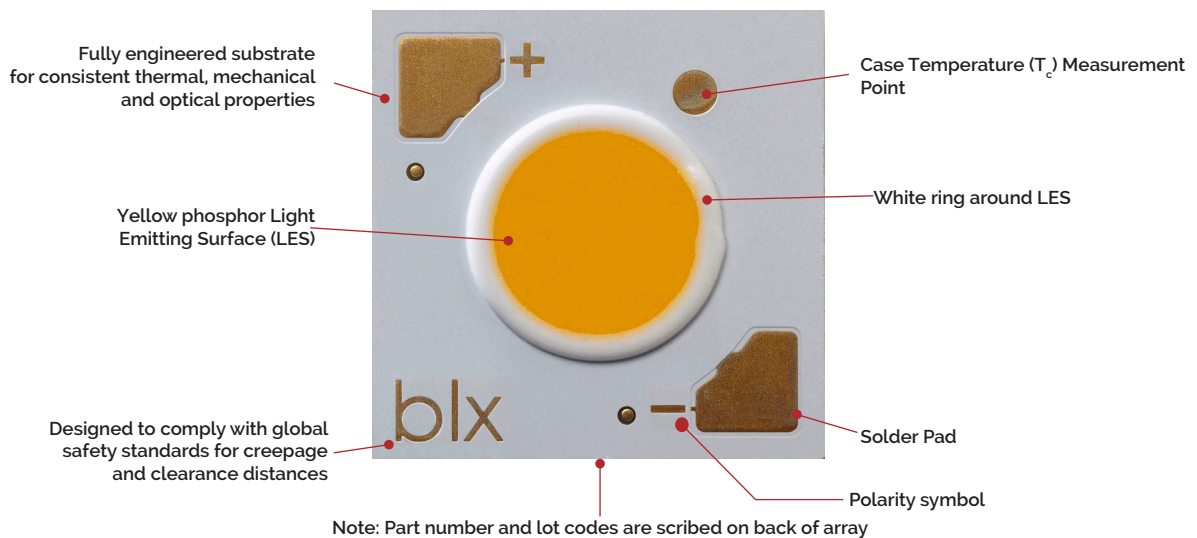 Fully engineered substrate
for consistent thermal, mechanical
and optical properties
+
Case Temperature (Tc) Measurement
Point
White ring around LES
Yellow phosphor Light
Emitting Surface (LES)
blx
−
Designed to comply with global
safety standards for creepage
and clearance distances
Solder Pad
Polarity symbol
Note: Part number and lot codes are scribed on back of array